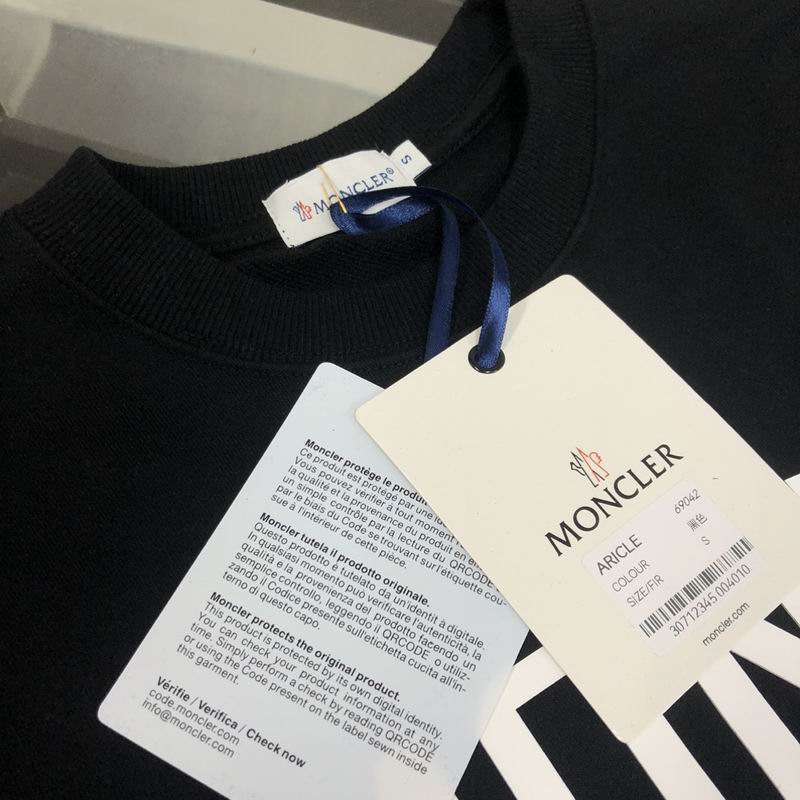 S
MONCLER®
MONCLER
ARICLE 69042
COLOUR 黑色
SIZE/FIR S
30712345 004010
moncler.com
Moncler protège le produit
Ce produit est protégé par une
Vous pouvez vérifier à tout moment
la qualité et la provenance du produit en
un simple contrôle par la lecture du QRCODE
par le biais du Code se trouvant sur l'étiquette cou-
sue à l'intérieur de cette pièce.
Moncler tutela il prodotto originale.
Questo prodotto è tutelato da un'identità digitale.
In qualsiasi momento può verificare l'autenticità, la
qualità e la provenienza del prodotto facendo un
semplice controllo, leggendo il QRCODE o utiliz-
zando il Codice presente sull'etichetta cucita all'in-
terno di questo capo.
Moncler protects the original product.
This product is protected by its own digital identity.
You can check your product information at any
time. Simply perform a check by reading QRCODE
or using the Code present on the label sewn inside
this garment.
Vérifie / Verifica / Check now
code.moncler.com
info@moncler.com